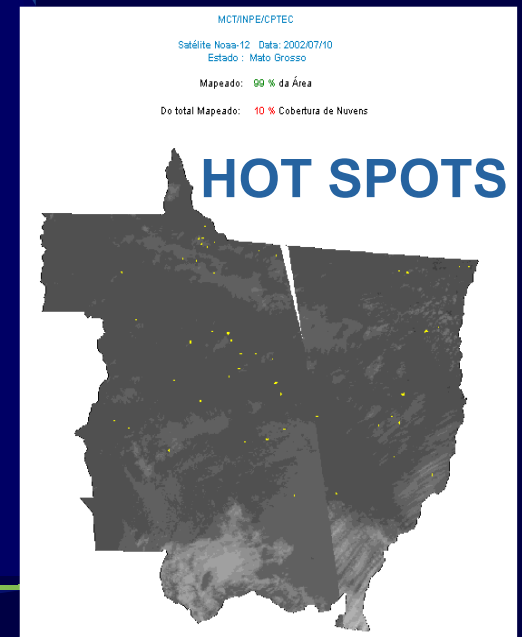 MCT/INPE/CPTEC
Satélite Noaa-12 Data: 2002/07/10
Estado : Mato Grosso
Mapeado: 99 % da Área
Do total Mapeado: 10 % Cobertura de Nuvens
HOT SPOTS